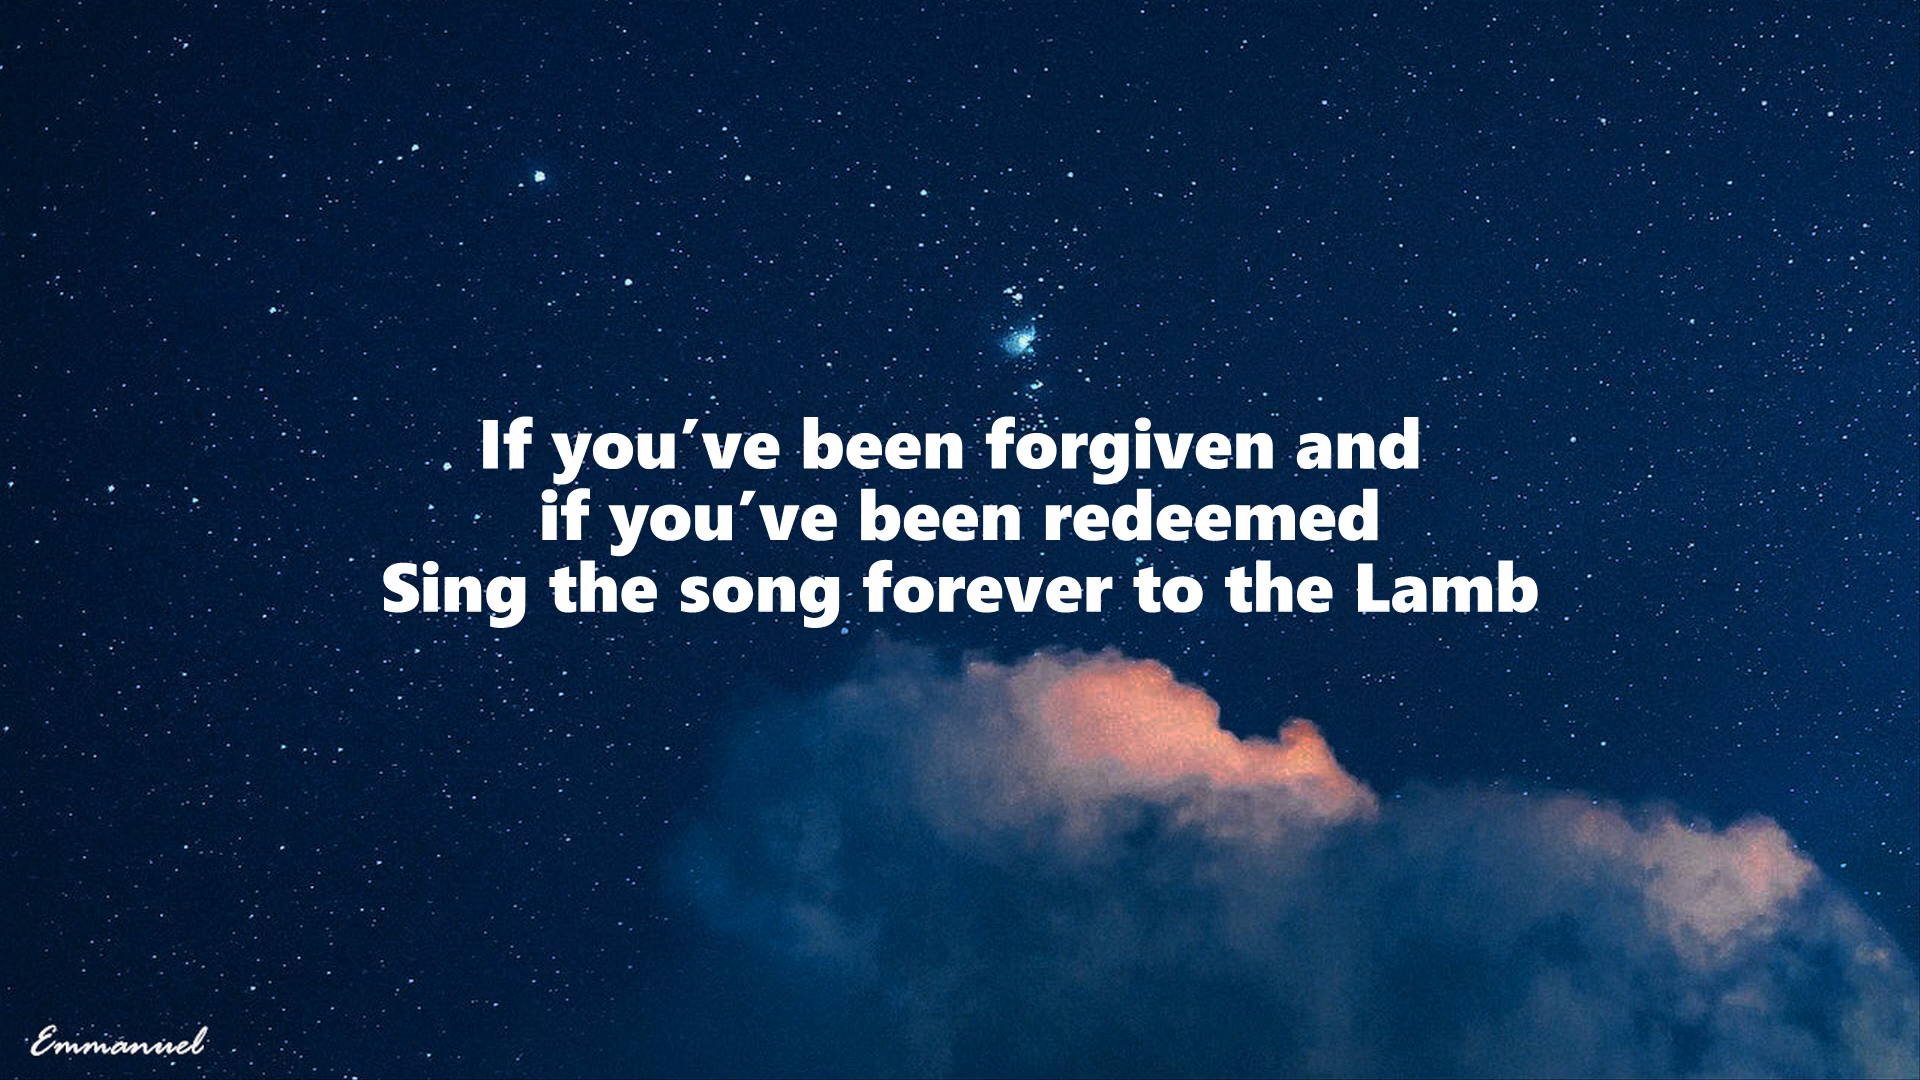 If you´ve been forgiven and
if you´ve been redeemed
Sing the song forever to the Lamb
Emmanuel